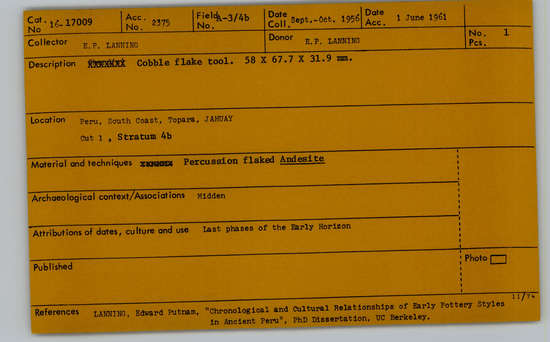 Cat. No 16-17009 Acc. No. 2375 Field No. A-3/4b Date Coll. Sept.-Oct. 1956 Date Acc. 1 June 1961
Collector E.P. LANNING Donor E.P. LANNING No. Pcs. 1
Description Cobble flake tool. 58 X 67.7 X 31.9 mm.
Location Peru, South Coast, Topara, JAHUAY
Cut 1, Stratum 4b
Material and techniques Percussion flaked Andesite
Archaeological context/Associations Midden
Attributions of dates, culture and use Last phases of the Early Horizon
Published Photo
11/74
References LANNING, Edward Putnam, "Chronological and Cultural Relationships of Early Pottery Styles
in Ancient Peru", PhD Dissertation, UC Berkeley.